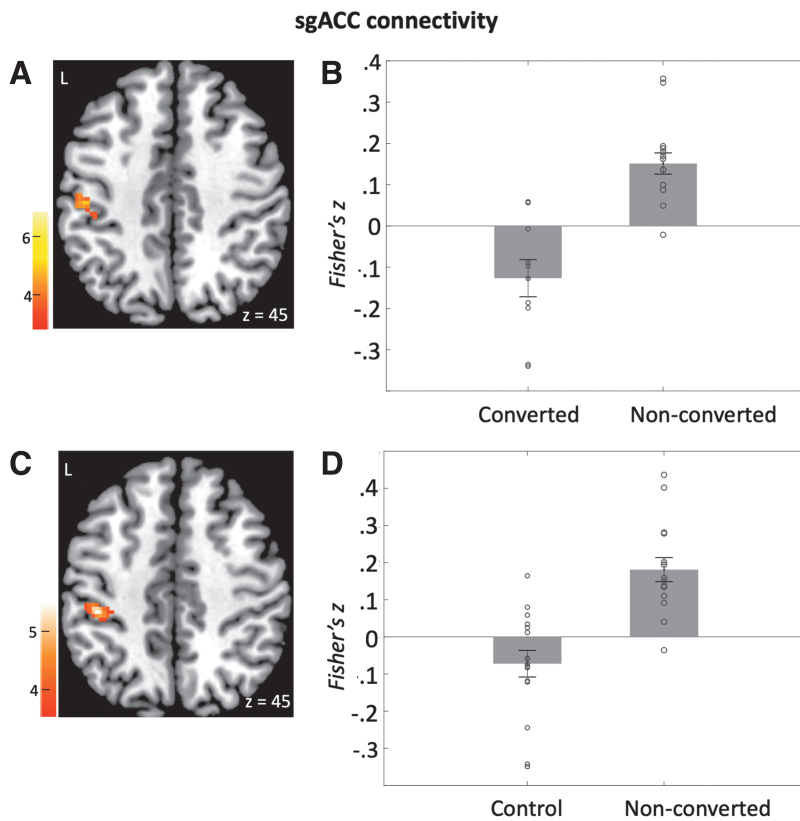 sgACC connectivity
A
L
6
4
z = 45
B
.4
.3
.2
.1
0
-.1
-.2
-.3
Fisher's z
Converted Non-converted
C
L
5
4
z = 45
D
.4
.3
.2
.1
0
-.1
-.2
-.3
Fisher's z
Control Non-converted